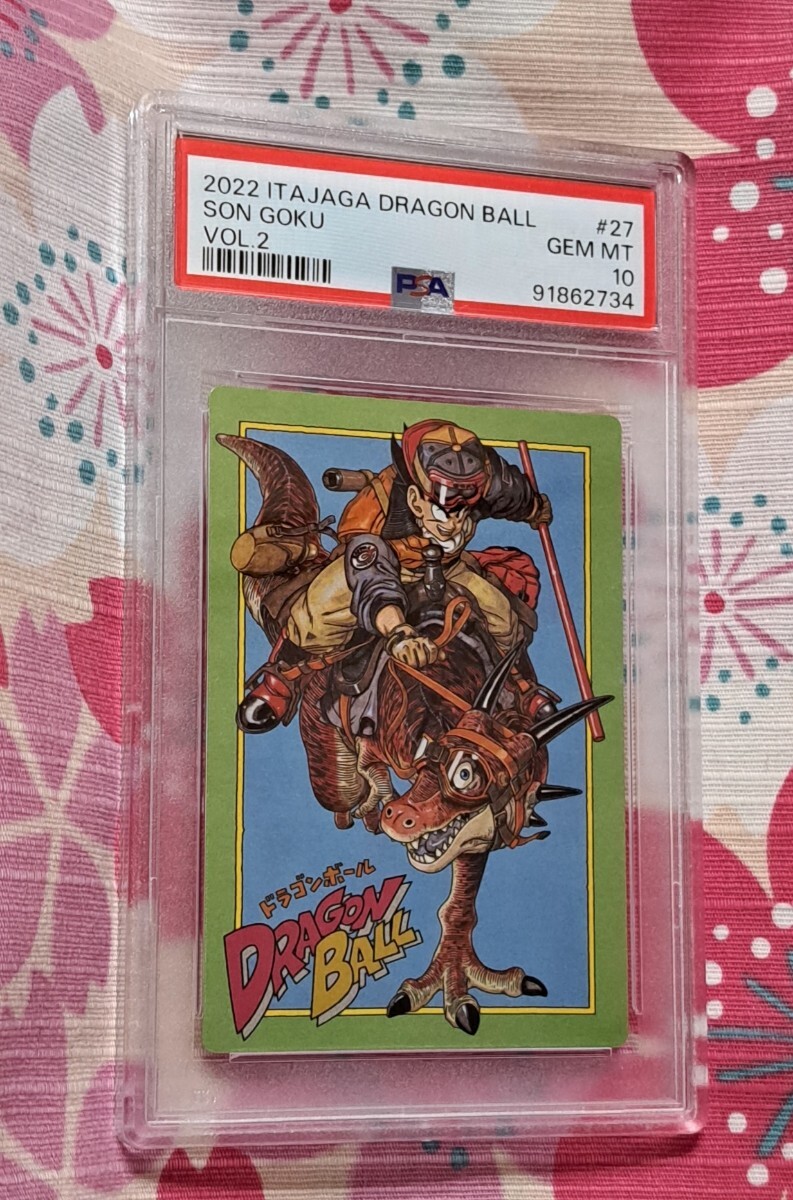 2022 ITAJAGA DRAGON BALL #27
SON GOKU GEM MT
VOL.2 10
PSA 91862734
ドラゴンボール
DRAGON
BALL